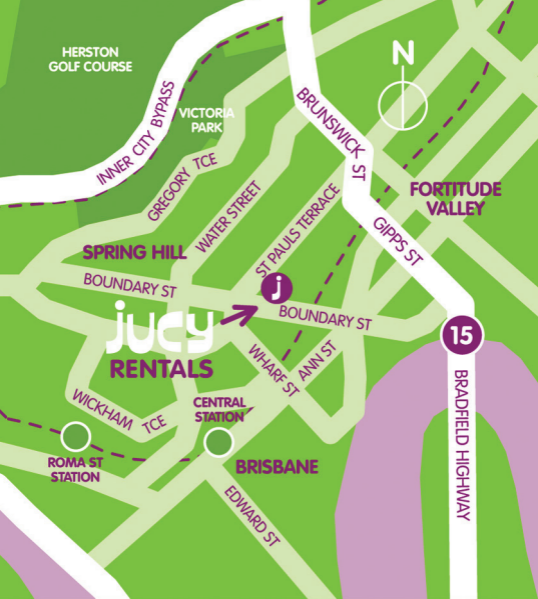 HERSTON
GOLF COURSE
N
INNER CITY BYPASS
VICTORIA
PARK
BRUNSWICK ST
GREGORY TCE
WATER STREET
ST PAULS TERRACE
FORTITUDE
VALLEY
GIPPS ST
SPRING HILL
BOUNDARY ST
j
BOUNDARY ST
jucy
RENTALS
15
WHARF ST
ANN ST
BRADFIELD HIGHWAY
WICKHAM TCE
CENTRAL
STATION
ROMA ST
STATION
BRISBANE
EDWARD ST